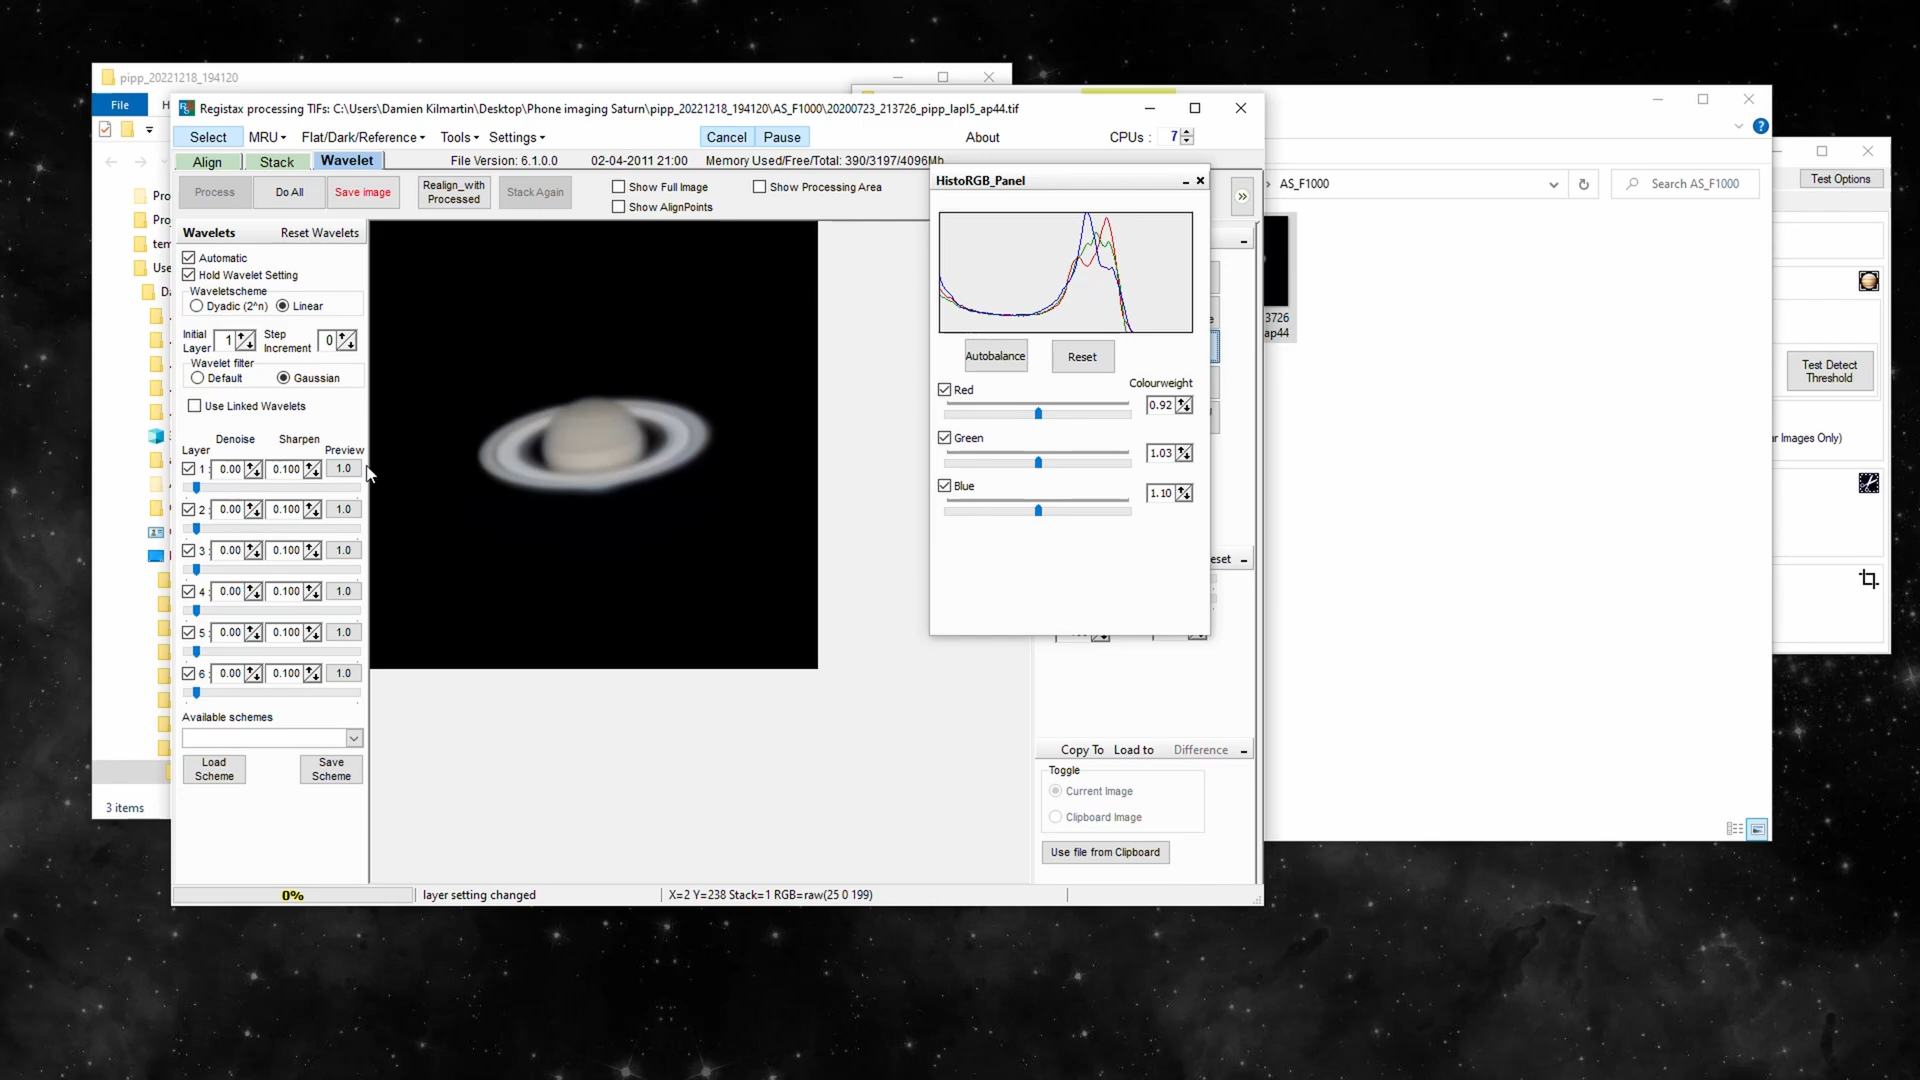 pipp_20221218_194120
File
Registax processing TIFs: C:\Users\Damien Kilmartin\Desktop\Phone imaging Saturn\pipp_20221218_194120\AS_F1000\20200723_213726_pipp_lapl5_ap44.tif
Select MRU Flat/Dark/Reference Tools Settings Cancel Pause About CPUs : 7
Align Stack Wavelet File Version: 6.1.0.0 02-04-2011 21:00 Memory Used/Free/Total: 390/3197/4096Mb
Process Do All Save image Realign_with
Processed Stack Again
Show Full Image Show Processing Area
Show AlignPoints
Wavelets Reset Wavelets
Automatic
Hold Wavelet Setting
Waveletscheme
Dyadic (2^n) Linear
Initial
Layer 1 Step
Increment 0
Wavelet filter
Default Gaussian
Use Linked Wavelets
Denoise Sharpen
Layer Preview
1 : 0.00 0.100 1.0
2 : 0.00 0.100 1.0
3 : 0.00 0.100 1.0
4 : 0.00 0.100 1.0
5 : 0.00 0.100 1.0
6 : 0.00 0.100 1.0
Available schemes
Load
Scheme
Save
Scheme
3 items
0% layer setting changed X=2 Y=238 Stack=1 RGB=raw(25 0 199)
HistoRGB_Panel
Autobalance Reset
Colourweight
Red 0.92
Green 1.03
Blue 1.10
eset
Copy To Load to Difference
Toggle
Current Image
Clipboard Image
Use file from Clipboard
AS_F1000 Search AS_F1000
3726
ap44
Test Options
Test Detect
Threshold
r Images Only)